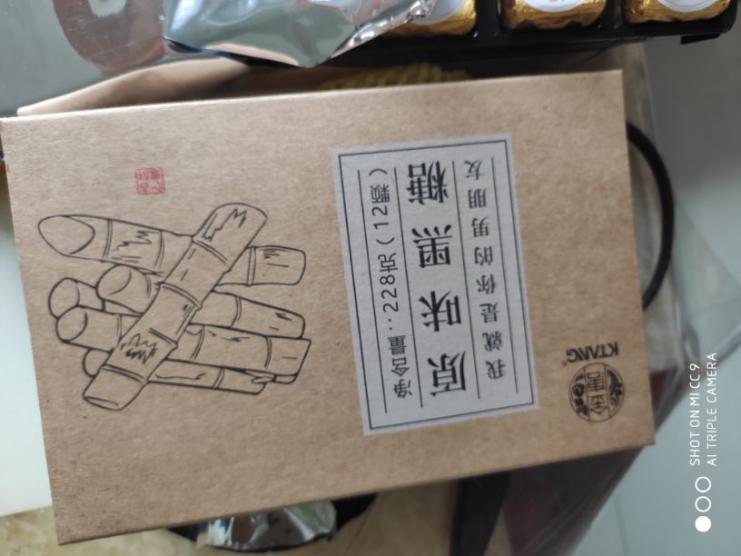 KTANG
我就是你的男朋友
原味黑糖
净含量:228克(12颗)
SHOT ON MI CC9
AI TRIPLE CAMERA